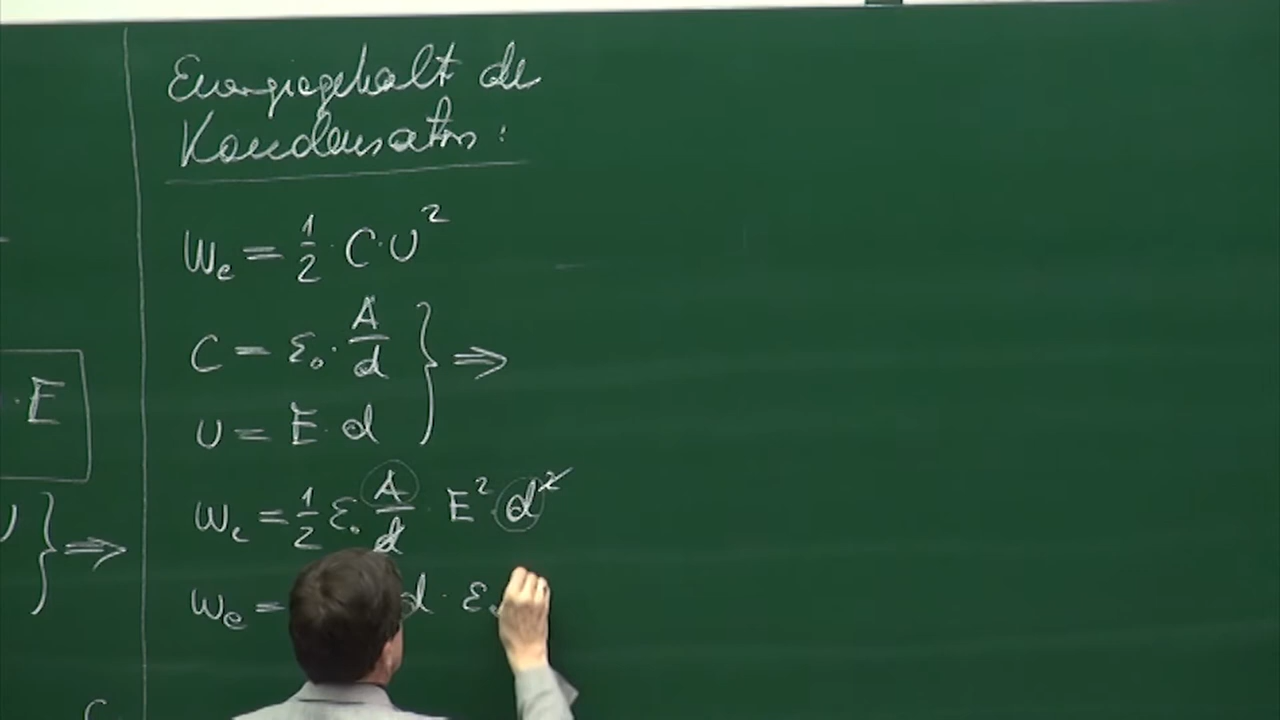 Energiegehalt des
Kondensators:
W_e = 1/2 · C · U²
C = ε₀ · A/d } ⇒
U = E · d
W_e = 1/2 ε₀ A/d · E² · d²
W_e = d · ε₀
· E
U } ⇒
C